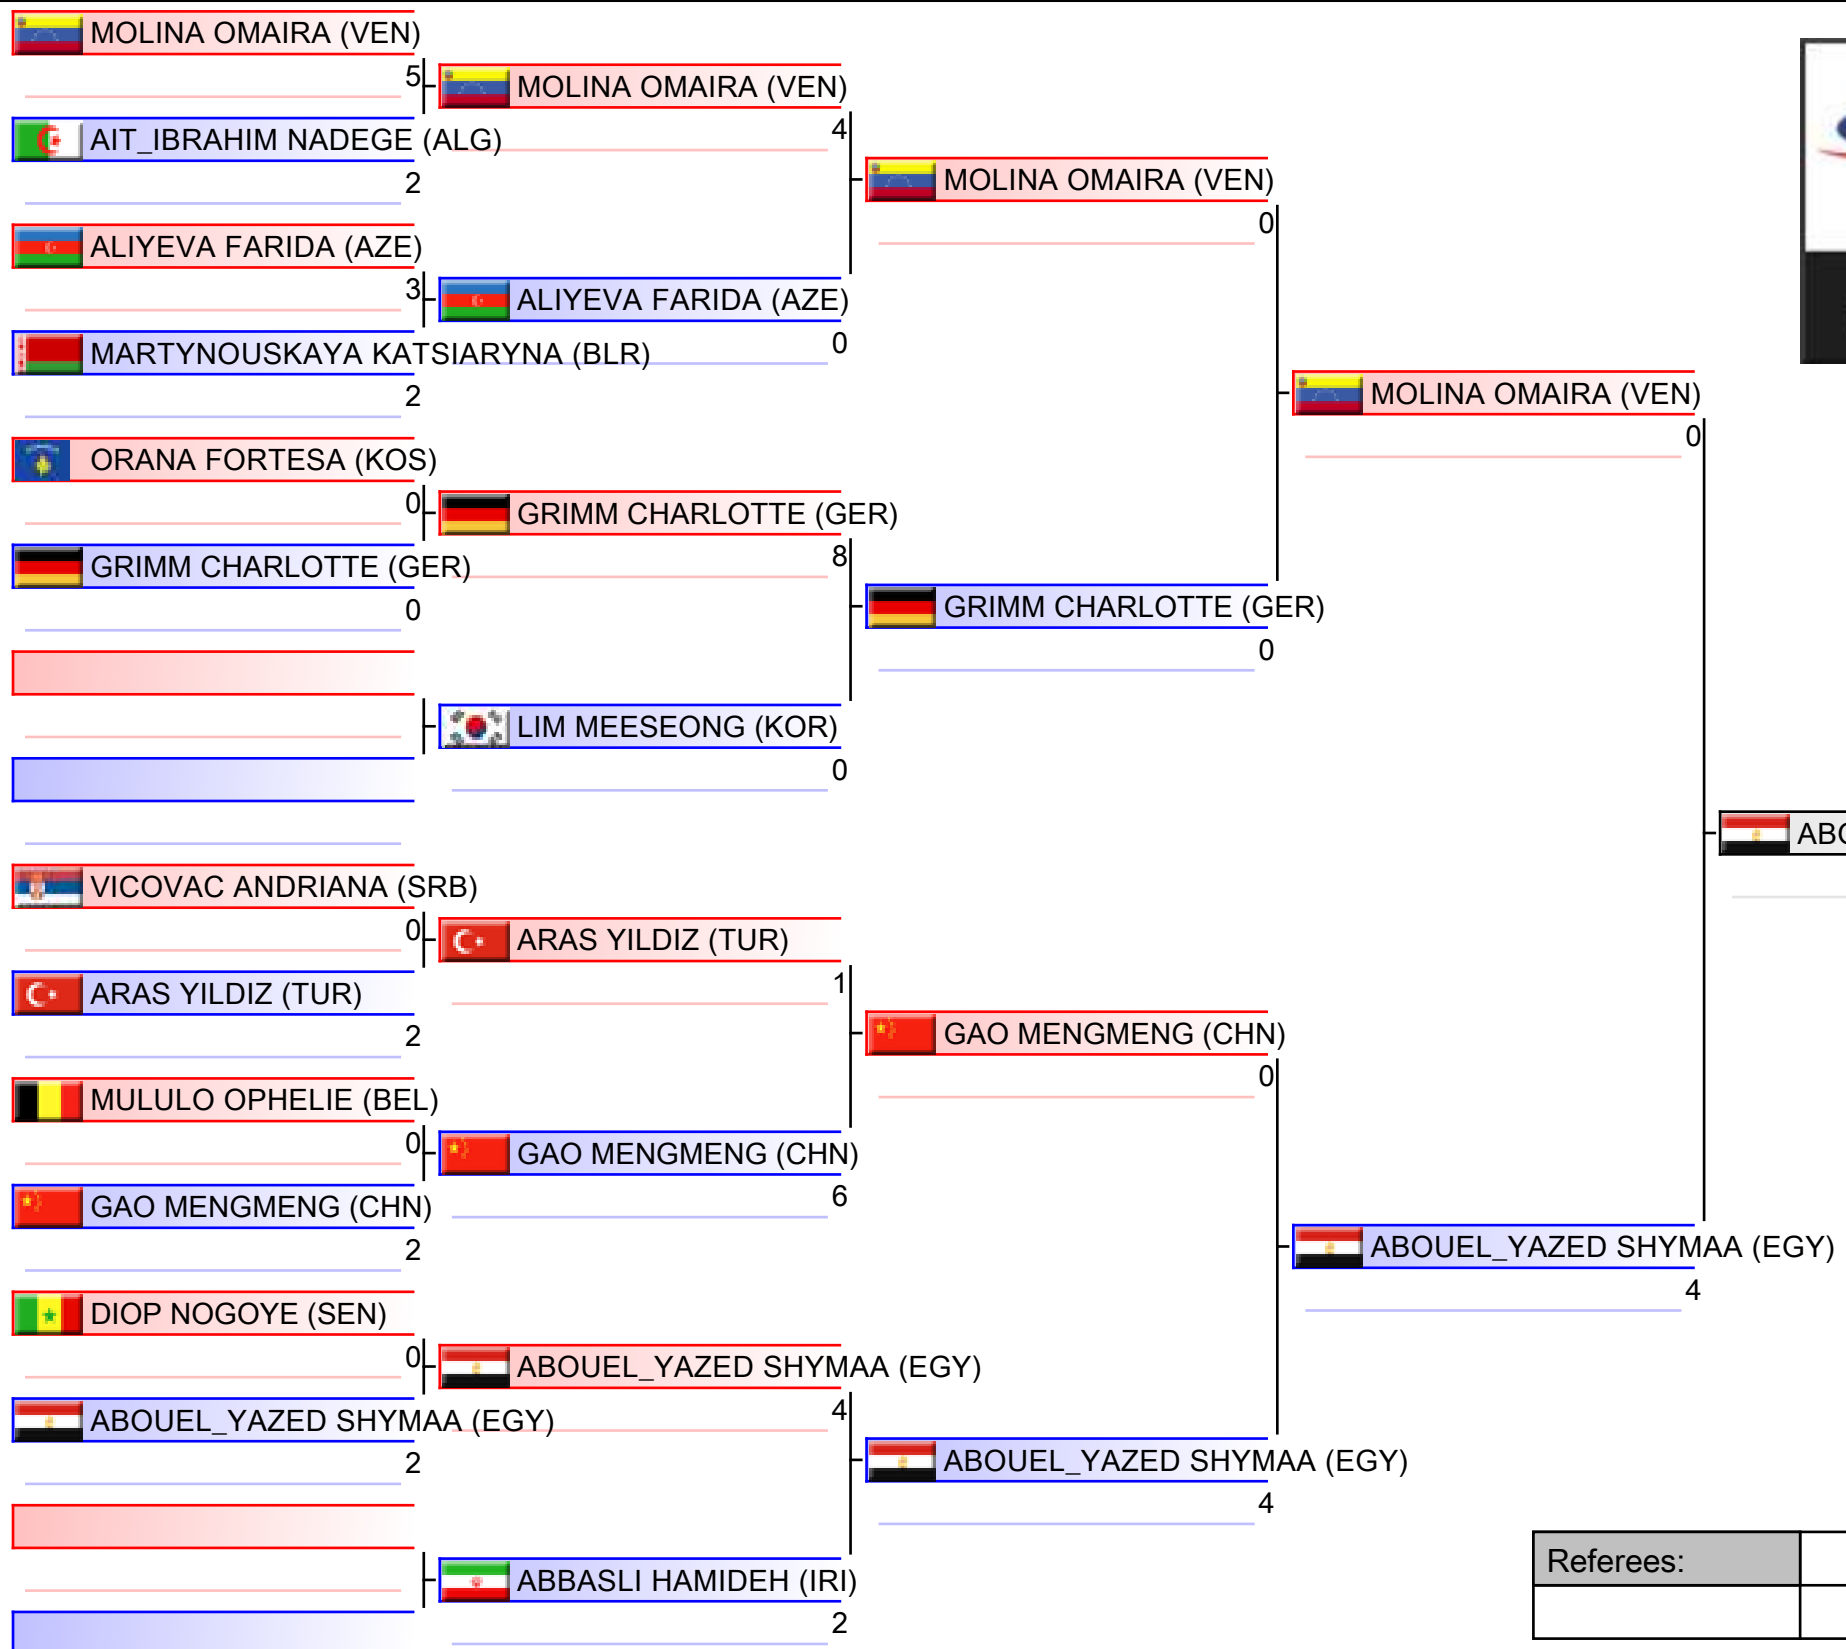 MOLINA OMAIRA (VEN)
5
MOLINA OMAIRA (VEN)
4
AIT_IBRAHIM NADEGE (ALG)
2
MOLINA OMAIRA (VEN)
0
ALIYEVA FARIDA (AZE)
3
ALIYEVA FARIDA (AZE)
0
MARTYNOUSKAYA KATSIARYNA (BLR)
2
MOLINA OMAIRA (VEN)
0
ORANA FORTESA (KOS)
0
GRIMM CHARLOTTE (GER)
8
GRIMM CHARLOTTE (GER)
0
GRIMM CHARLOTTE (GER)
0
LIM MEESEONG (KOR)
0
ABO
VICOVAC ANDRIANA (SRB)
0
ARAS YILDIZ (TUR)
1
ARAS YILDIZ (TUR)
2
GAO MENGMENG (CHN)
0
MULULO OPHELIE (BEL)
0
GAO MENGMENG (CHN)
6
GAO MENGMENG (CHN)
2
ABOUEL_YAZED SHYMAA (EGY)
4
DIOP NOGOYE (SEN)
0
ABOUEL_YAZED SHYMAA (EGY)
4
ABOUEL_YAZED SHYMAA (EGY)
2
ABOUEL_YAZED SHYMAA (EGY)
4
ABBASLI HAMIDEH (IRI)
2
Referees: